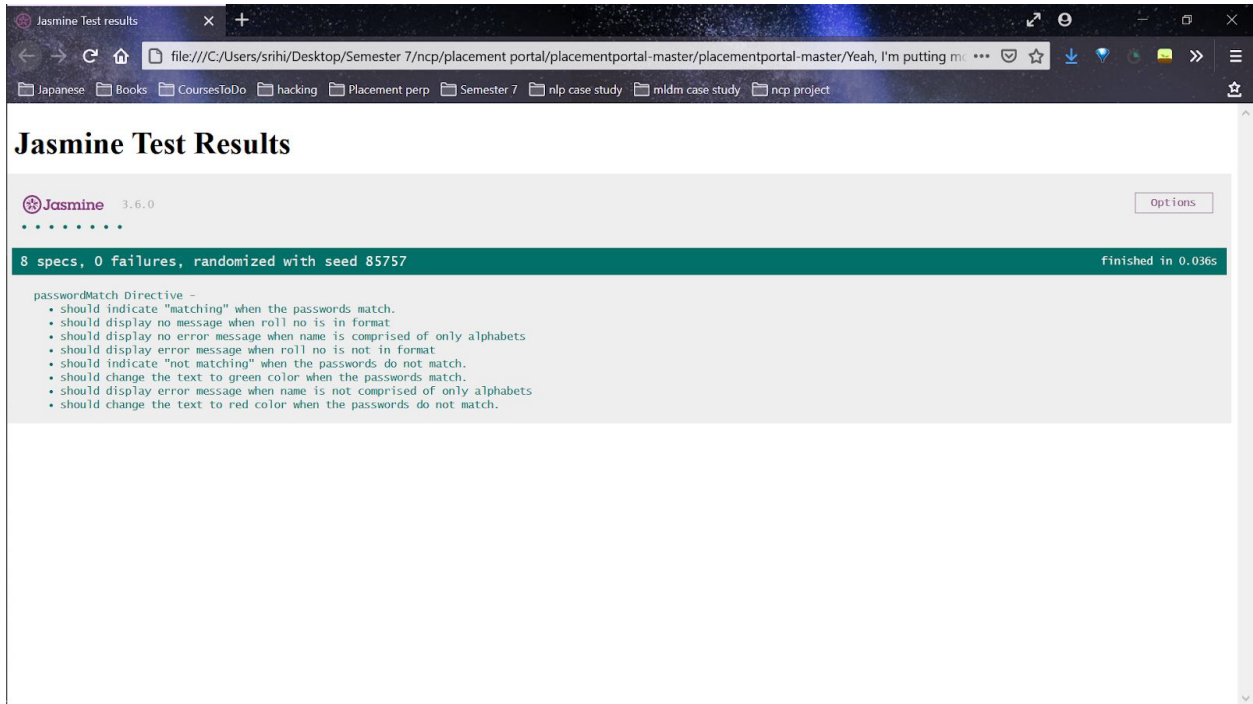 Jasmine Test results
file:///C:/Users/srihi/Desktop/Semester 7/ncp/placement portal/placementportal-master/placementportal-master/Yeah, I'm putting
Japanese Books CoursesToDo hacking Placement perp Semester 7 nlp case study mldm case study ncp project
Jasmine Test Results
Jasmine 3.6.0 Options
8 specs, 0 failures, randomized with seed 85757 finished in 0.036s
passwordMatch Directive -
• should indicate "matching" when the passwords match.
• should display no message when roll no is in format
• should display no error message when name is comprised of only alphabets
• should display error message when roll no is not in format
• should indicate "not matching" when the passwords do not match.
• should change the text to green color when the passwords match.
• should display error message when name is not comprised of only alphabets
• should change the text to red color when the passwords do not match.